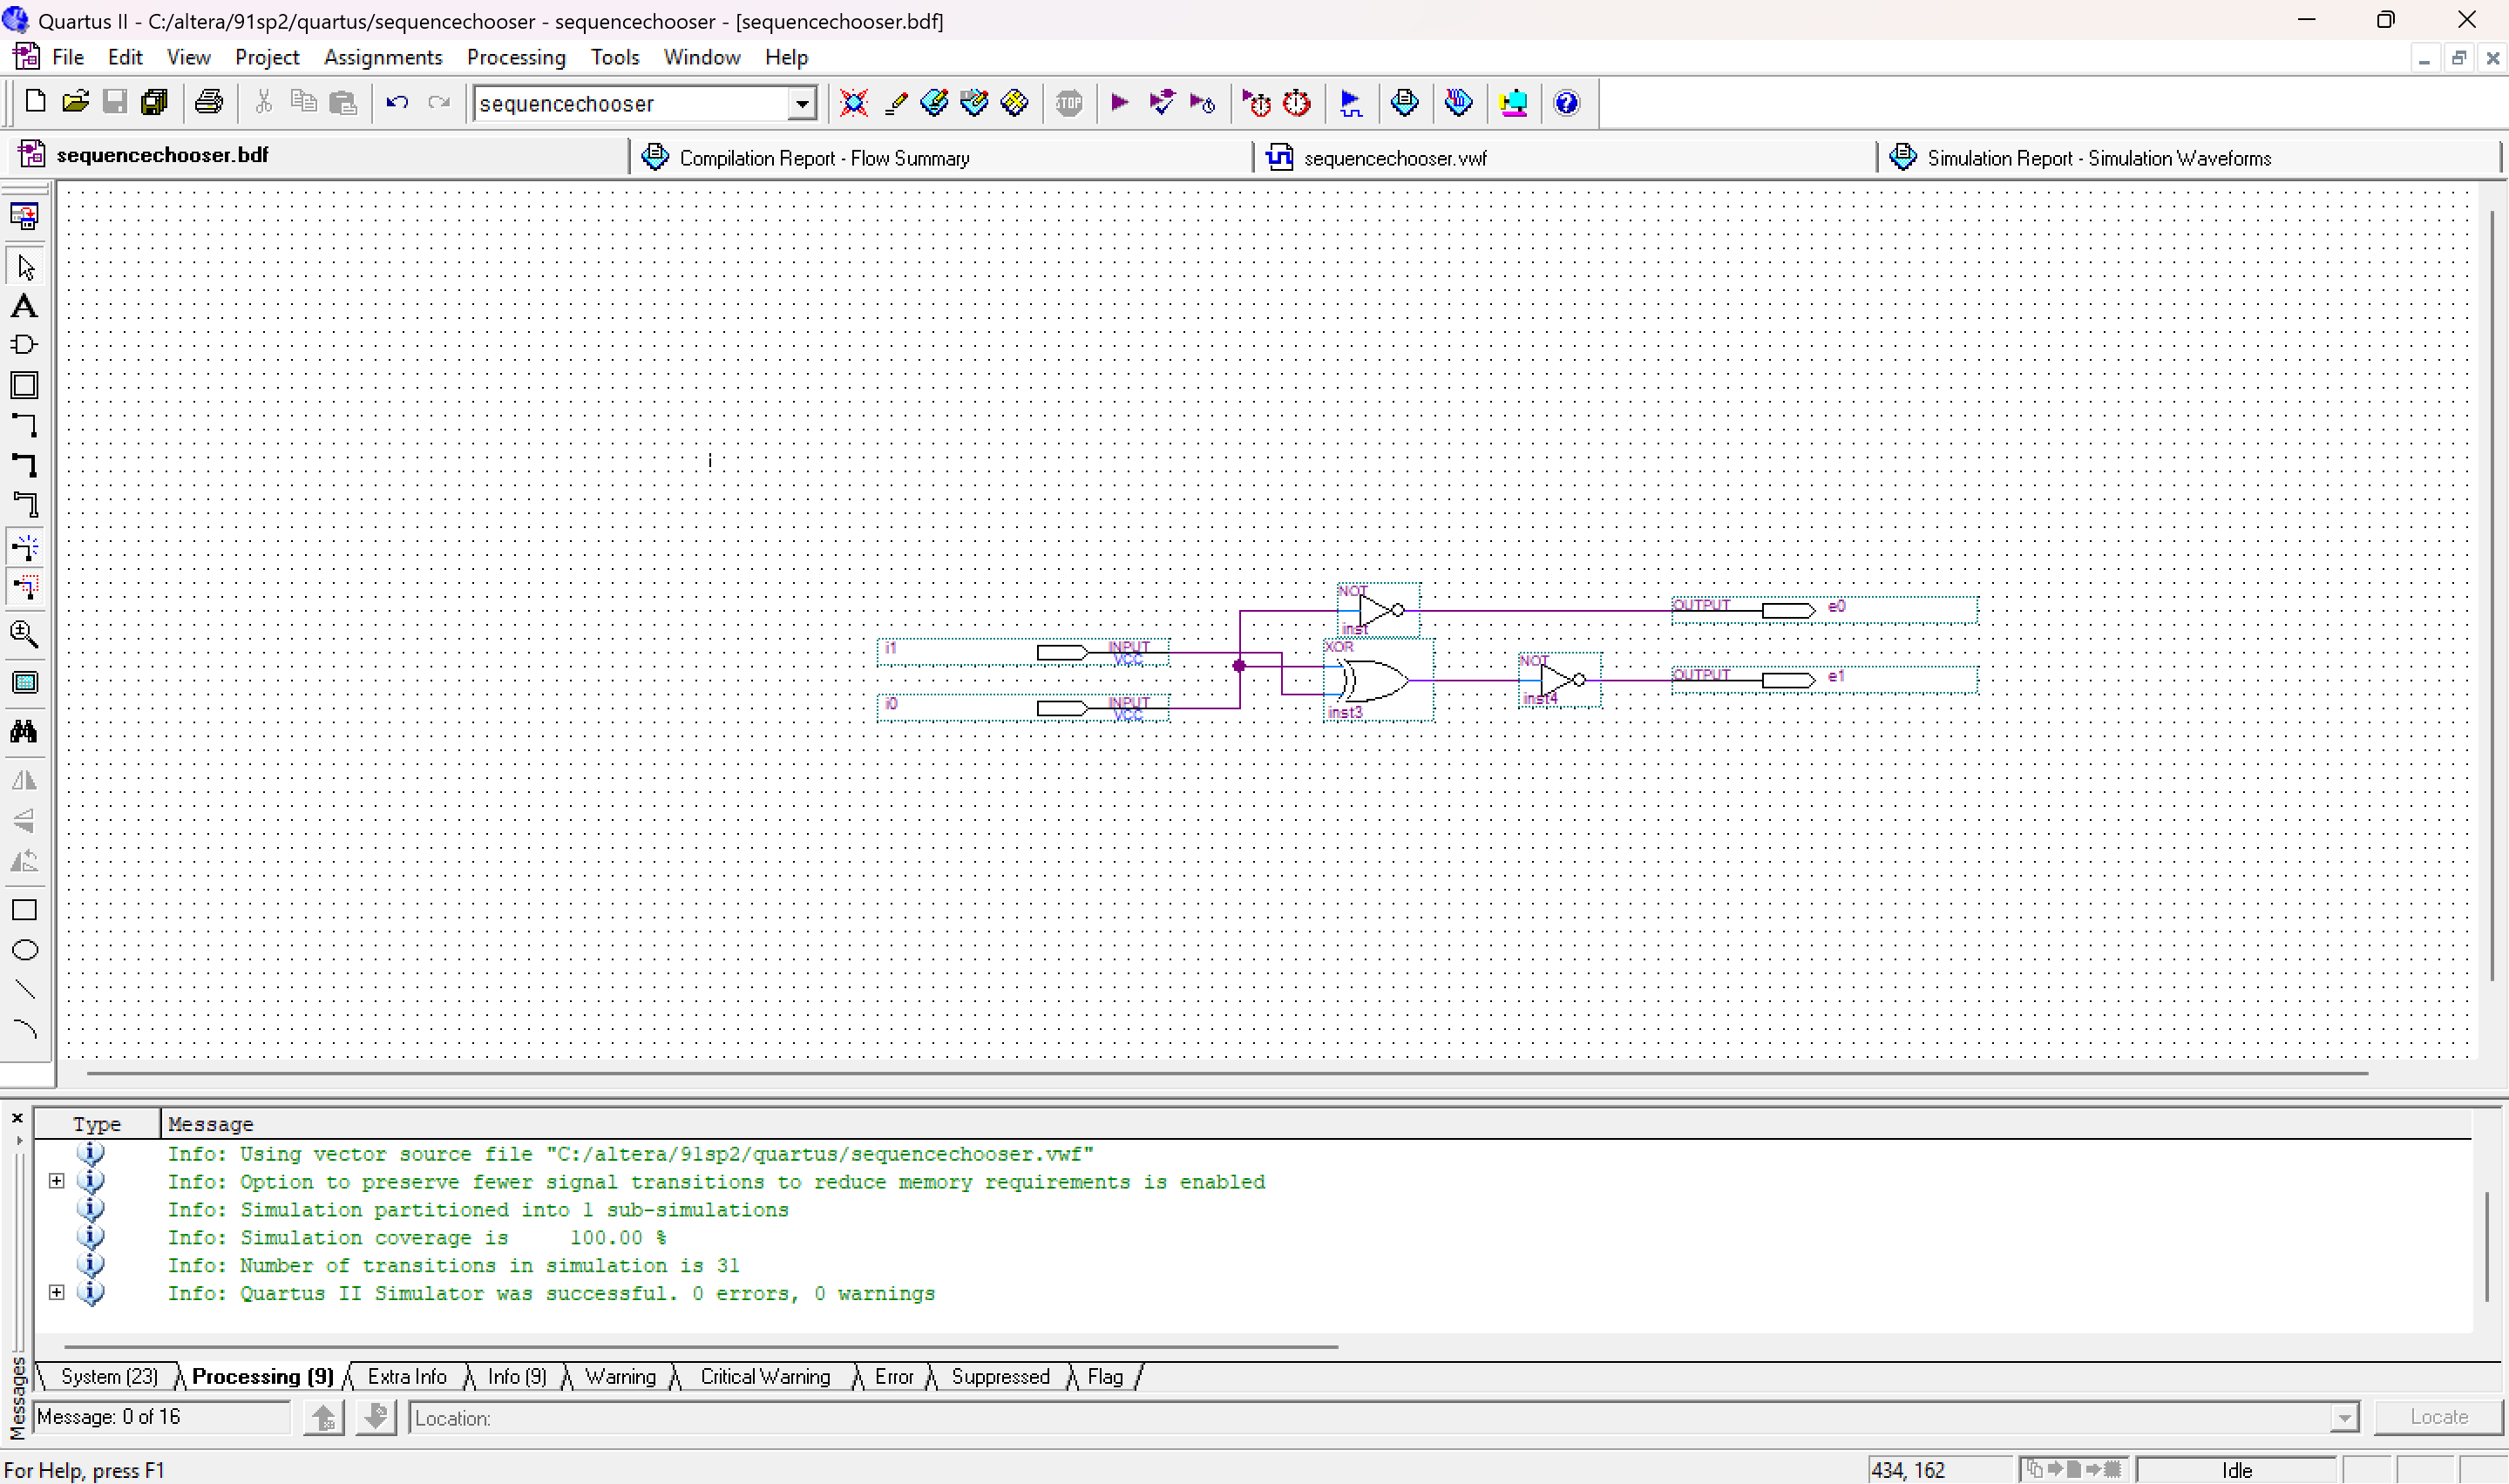 Quartus II - C:/altera/91sp2/quartus/sequencechooser - sequencechooser - [sequencechooser.bdf]
File Edit View Project Assignments Processing Tools Window Help
sequencechooser
STOP
sequencechooser.bdf
Compilation Report - Flow Summary
sequencechooser.vwf
Simulation Report - Simulation Waveforms
A
i
NOT
inst
OUTPUT
e0
i1
INPUT
VCC
XOR
inst3
NOT
inst4
OUTPUT
e1
i0
INPUT
VCC
Type Message
Info: Using vector source file "C:/altera/91sp2/quartus/sequencechooser.vwf"
Info: Option to preserve fewer signal transitions to reduce memory requirements is enabled
Info: Simulation partitioned into 1 sub-simulations
Info: Simulation coverage is 100.00 %
Info: Number of transitions in simulation is 31
Info: Quartus II Simulator was successful. 0 errors, 0 warnings
Messages
System (23) Processing (9) Extra Info Info (9) Warning Critical Warning Error Suppressed Flag
Message: 0 of 16
Location:
Locate
For Help, press F1
434, 162
Idle